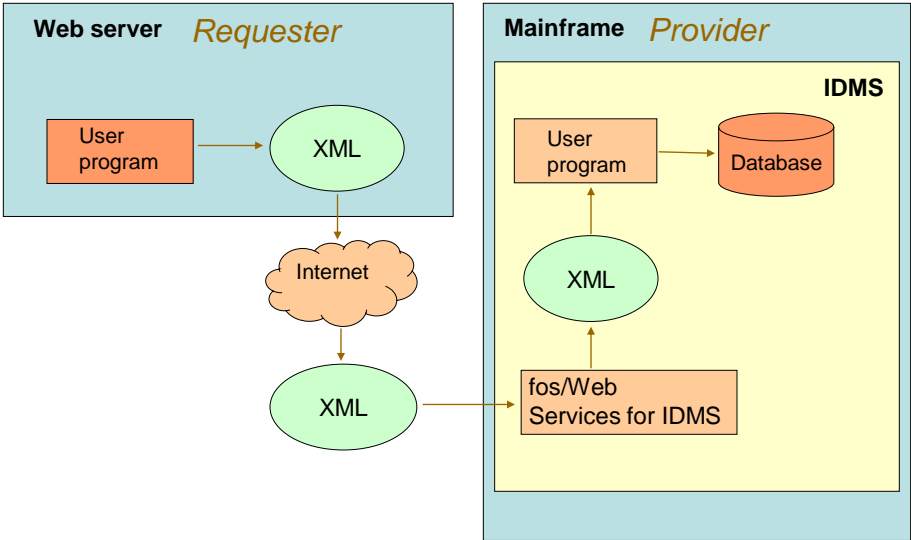 Web server Requester
User
program
XML
Internet
XML
Mainframe Provider
IDMS
User
program
Database
XML
fos/Web
Services for IDMS